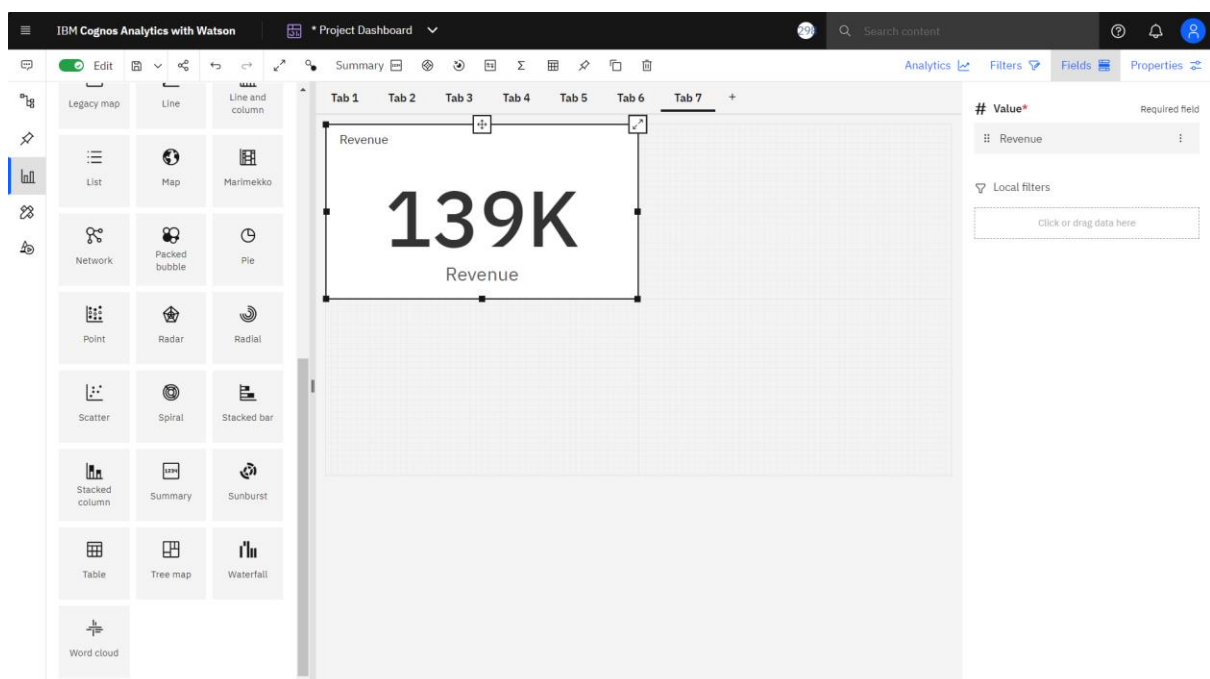 IBM Cognos Analytics with Watson
* Project Dashboard
Search content
Edit
Summary
Analytics
Filters
Fields
Properties
Legacy map
Line
Line and
column
List
Map
Marimekko
Network
Packed
bubble
Pie
Point
Radar
Radial
Scatter
Spiral
Stacked bar
Stacked
column
Summary
Sunburst
Table
Tree map
Waterfall
Word cloud
Tab 1 Tab 2 Tab 3 Tab 4 Tab 5 Tab 6 Tab 7 +
Revenue
139K
Revenue
# Value*
Required field
Revenue
Local filters
Click or drag data here